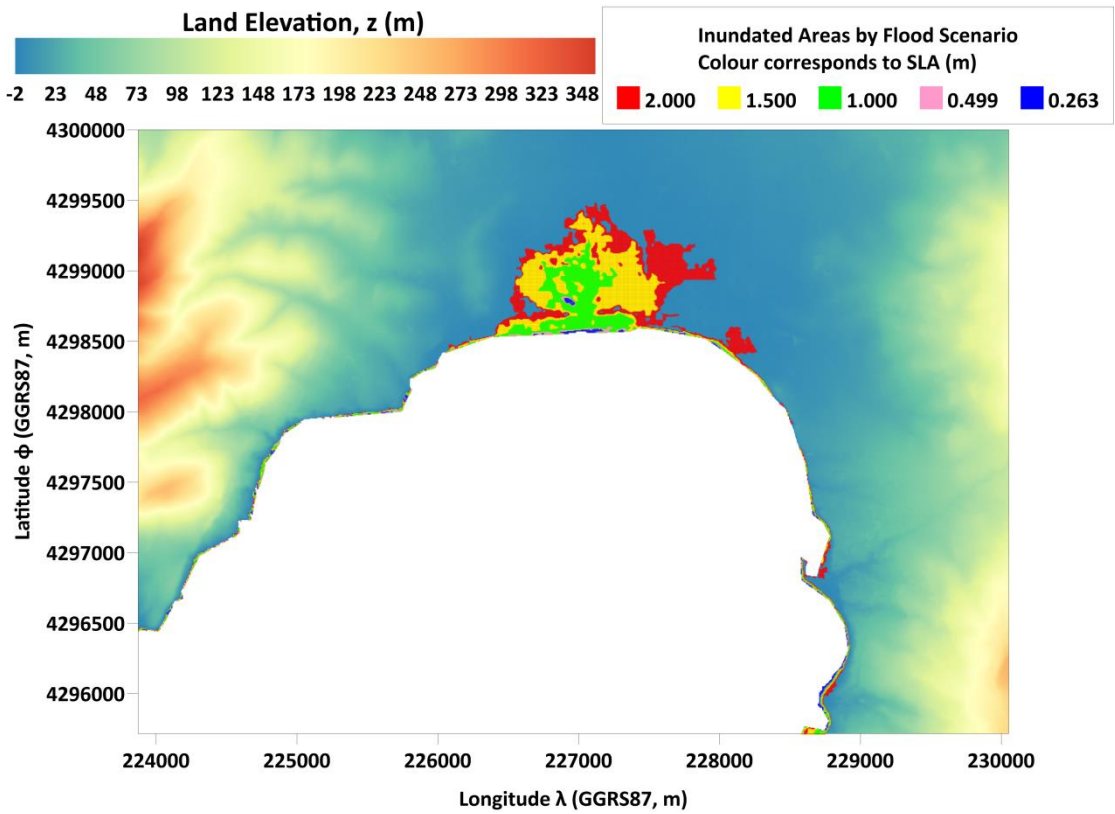 Land Elevation, z (m)
-2 23 48 73 98 123 148 173 198 223 248 273 298 323 348
Inundated Areas by Flood Scenario
Colour corresponds to SLA (m)
2.000 1.500 1.000 0.499 0.263
4300000
4299500
4299000
4298500
4298000
4297500
4297000
4296500
4296000
Latitude ϕ (GGRS87, m)
224000 225000 226000 227000 228000 229000 230000
Longitude λ (GGRS87, m)